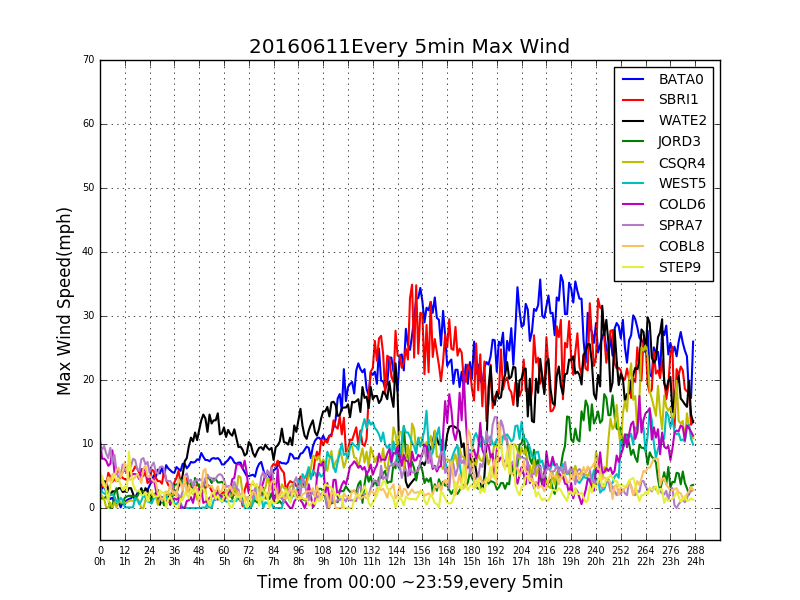 20160611Every 5min Max Wind
70
60
50
40
30
20
10
0
Max Wind Speed(mph)
BATA0
SBRI1
WATE2
JORD3
CSQR4
WEST5
COLD6
SPRA7
COBL8
STEP9
0 12 24 36 48 60 72 84 96 108 120 132 144 156 168 180 192 204 216 228 240 252 264 276 288
0h 1h 2h 3h 4h 5h 6h 7h 8h 9h 10h 11h 12h 13h 14h 15h 16h 17h 18h 19h 20h 21h 22h 23h 24h
Time from 00:00 ~23:59,every 5min